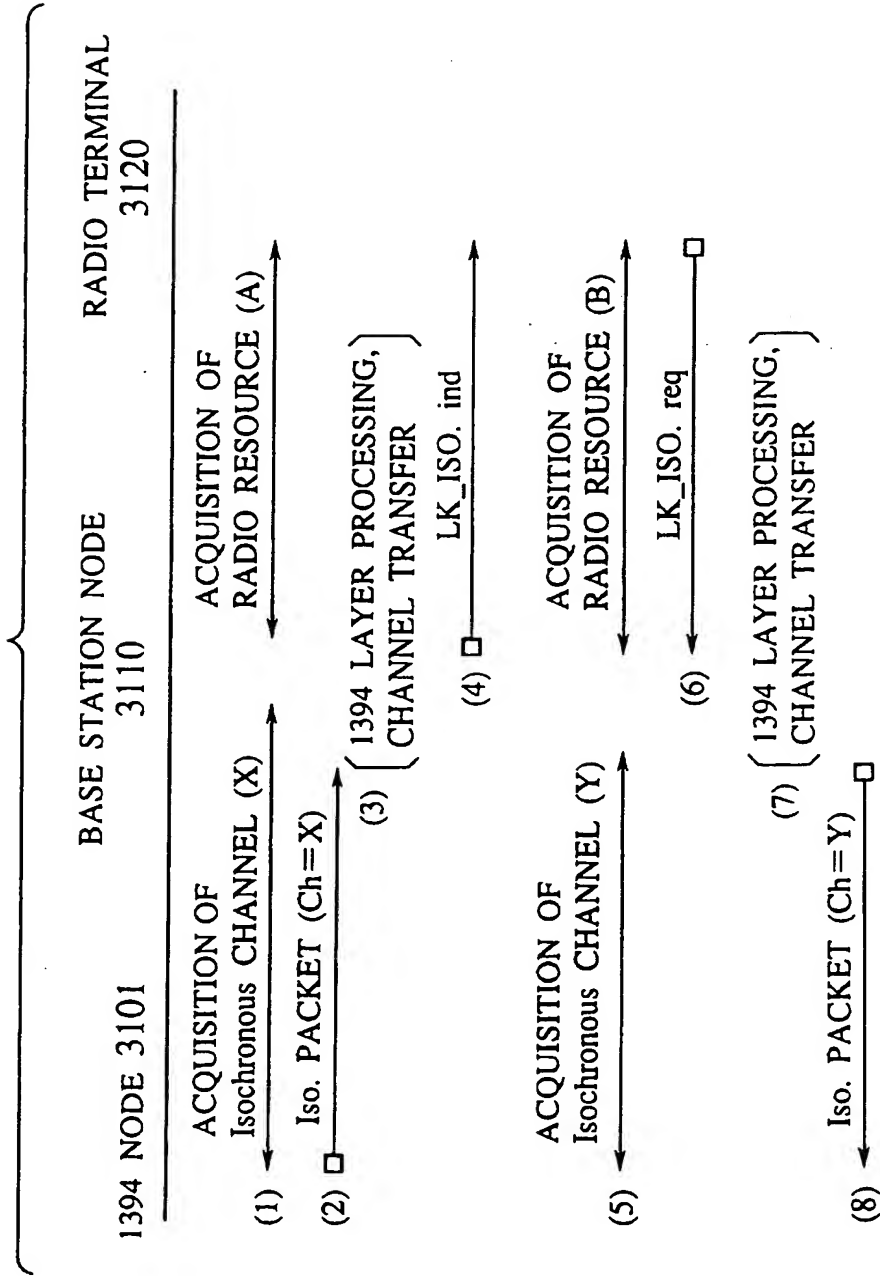 1394 NODE 3101
BASE STATION NODE
3110
RADIO TERMINAL
3120
(1)
ACQUISITION OF
Isochronous CHANNEL (X)
ACQUISITION OF
RADIO RESOURCE (A)
(2)
Iso. PACKET (Ch=X)
(3)
1394 LAYER PROCESSING,
CHANNEL TRANSFER
(4)
LK_ISO. ind
(5)
ACQUISITION OF
Isochronous CHANNEL (Y)
ACQUISITION OF
RADIO RESOURCE (B)
(6)
LK_ISO. req
(7)
1394 LAYER PROCESSING,
CHANNEL TRANSFER
(8)
Iso. PACKET (Ch=Y)